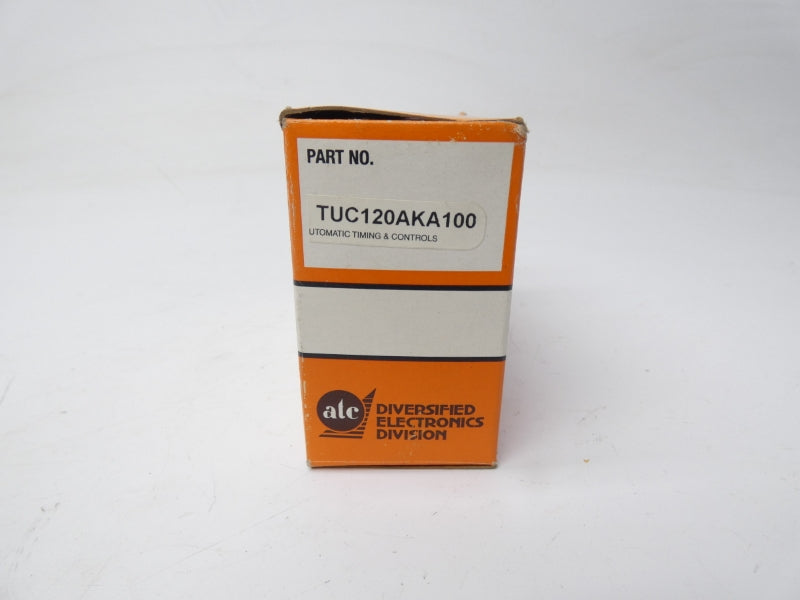 PART NO.
TUC120AKA100
UTOMATIC TIMING & CONTROLS
atc
DIVERSIFIED
ELECTRONICS
DIVISION